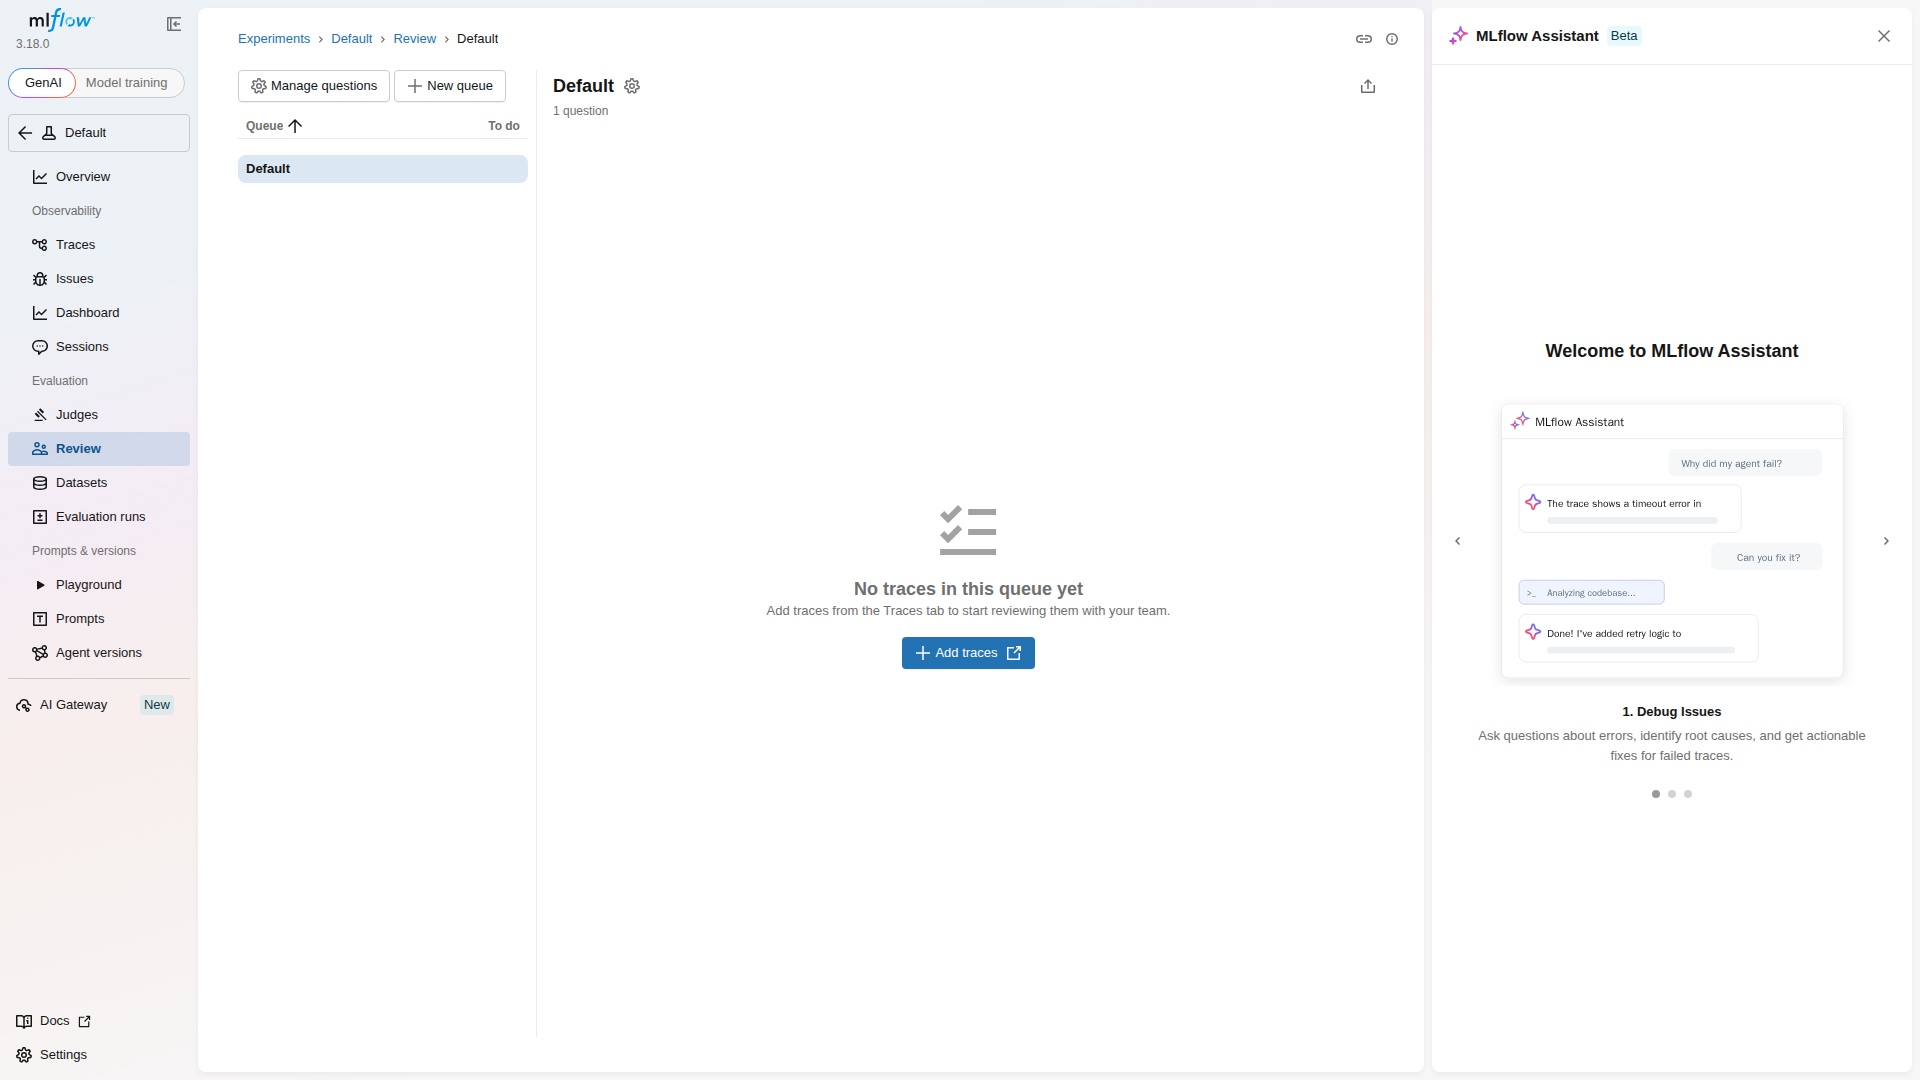 mlflow
3.18.0
GenAI
Model training
Default
Overview
Observability
Traces
Issues
Dashboard
Sessions
Evaluation
Judges
Review
Datasets
Evaluation runs
Prompts & versions
Playground
Prompts
Agent versions
AI Gateway
New
Docs
Settings
Experiments > Default > Review > Default
Manage questions
New queue
Queue
To do
Default
Default
1 question
No traces in this queue yet
Add traces from the Traces tab to start reviewing them with your team.
Add traces
MLflow Assistant Beta
Welcome to MLflow Assistant
MLflow Assistant
Why did my agent fail?
The trace shows a timeout error in
Can you fix it?
>_ Analyzing codebase...
Done! I've added retry logic to
1. Debug Issues
Ask questions about errors, identify root causes, and get actionable
fixes for failed traces.